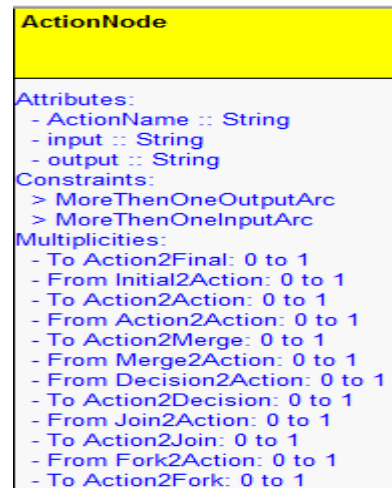 ActionNode
Attributes:
- ActionName :: String
- input :: String
- output :: String
Constraints:
> MoreThenOneOutputArc
> MoreThenOneInputArc
Multiplicities:
- To Action2Final: 0 to 1
- From Initial2Action: 0 to 1
- To Action2Action: 0 to 1
- From Action2Action: 0 to 1
- To Action2Merge: 0 to 1
- From Merge2Action: 0 to 1
- From Decision2Action: 0 to 1
- To Action2Decision: 0 to 1
- From Join2Action: 0 to 1
- To Action2Join: 0 to 1
- From Fork2Action: 0 to 1
- To Action2Fork: 0 to 1